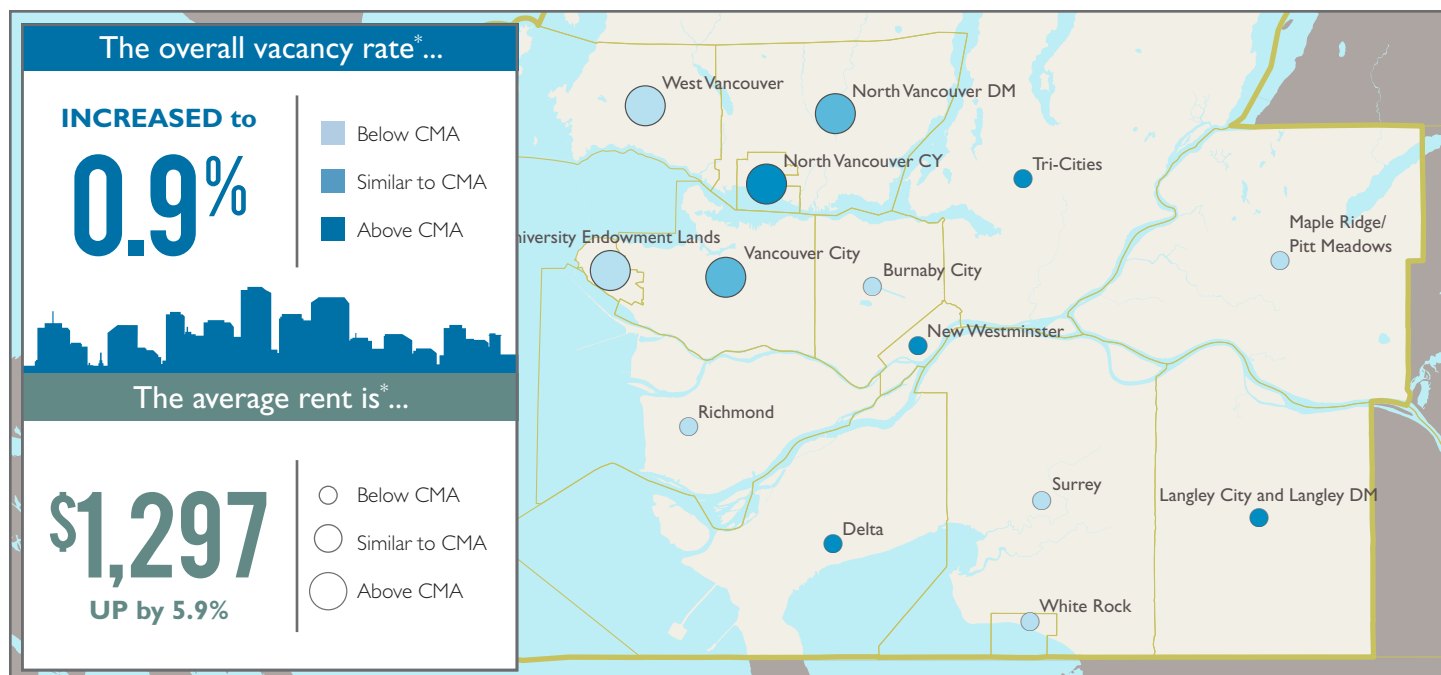 The overall vacancy rate*...
INCREASED to
0.9%
Below CMA
Similar to CMA
Above CMA
The average rent is*...
$1,297
UP by 5.9%
Below CMA
Similar to CMA
Above CMA
West Vancouver
North Vancouver DM
North Vancouver CY
Tri-Cities
Maple Ridge/
Pitt Meadows
niversity Endowment Lands
Vancouver City
Burnaby City
New Westminster
Richmond
Surrey
Langley City and Langley DM
Delta
White Rock